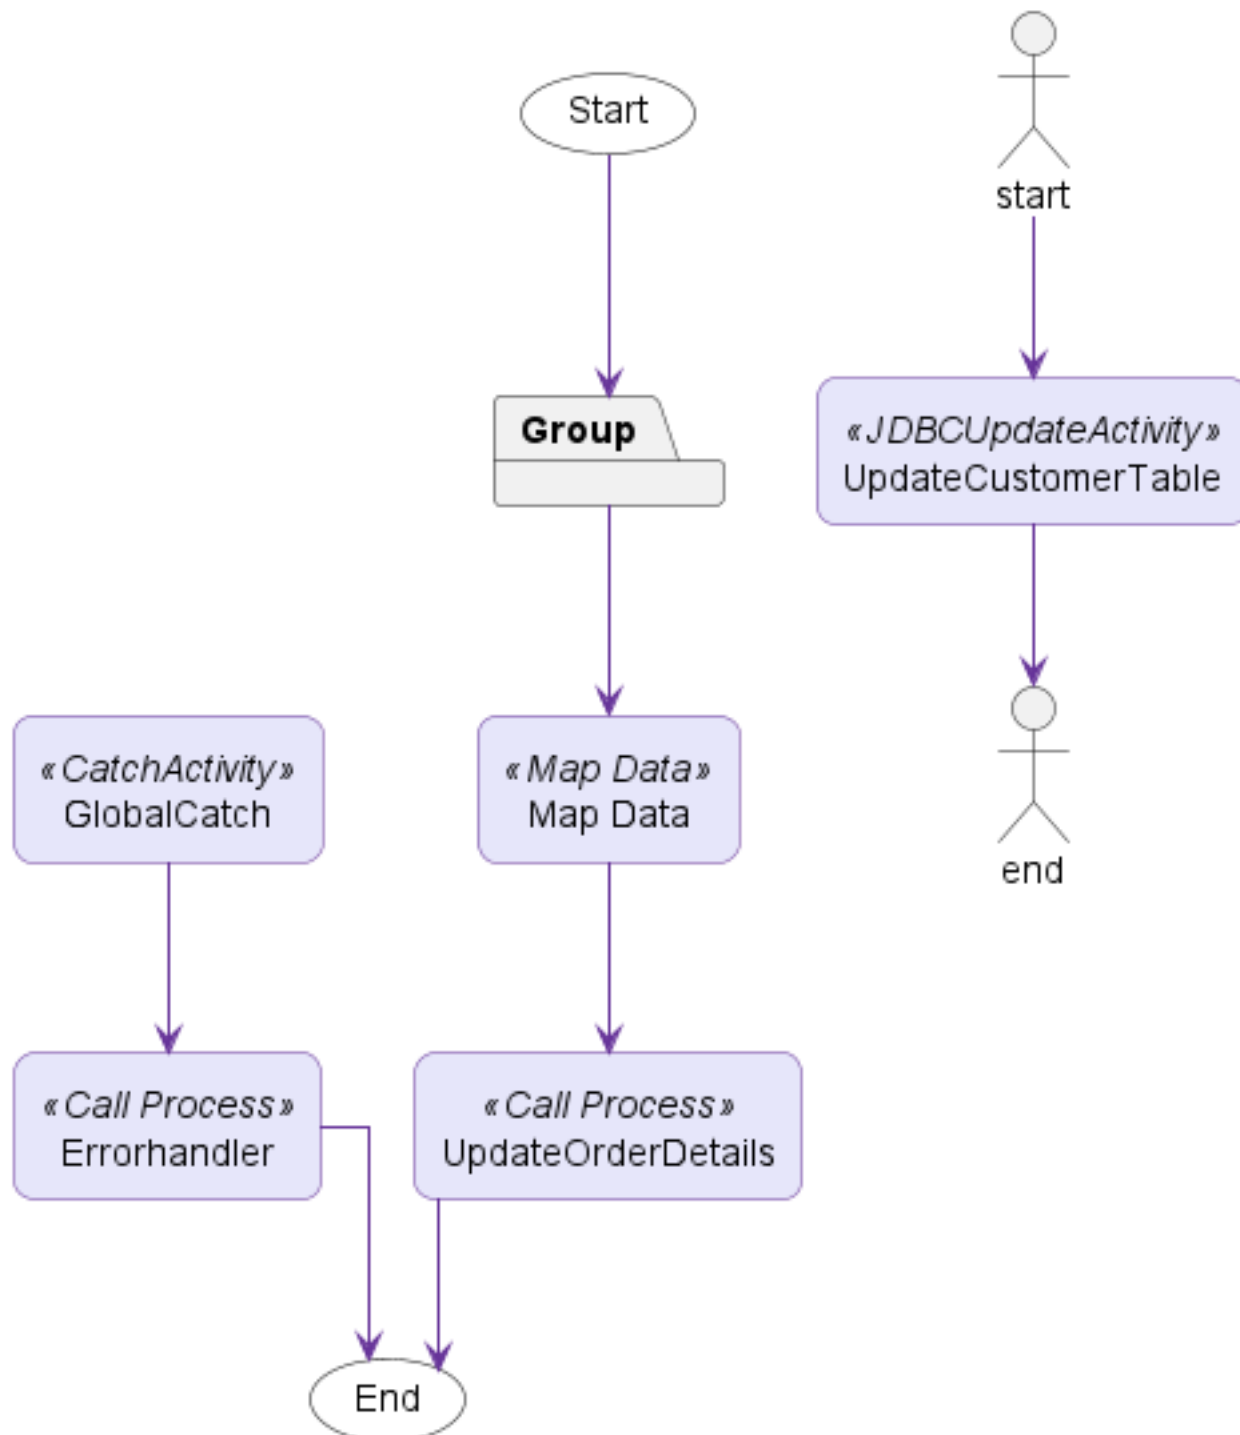 Start
start
Group
«JDBCUpdateActivity»
UpdateCustomerTable
«CatchActivity»
GlobalCatch
«Map Data»
Map Data
end
«Call Process»
Errorhandler
«Call Process»
UpdateOrderDetails
End